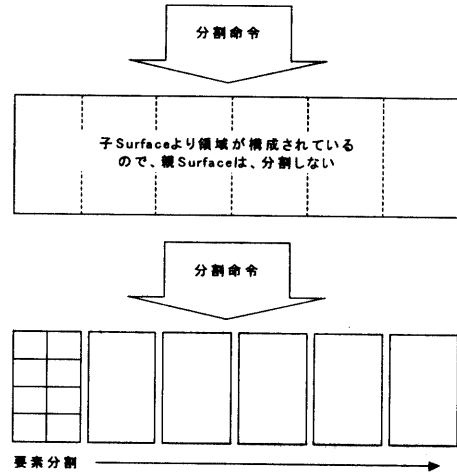 分割命令
子Surfaceより領域が構成されている
ので、親Surfaceは、分割しない
分割命令
要素分割